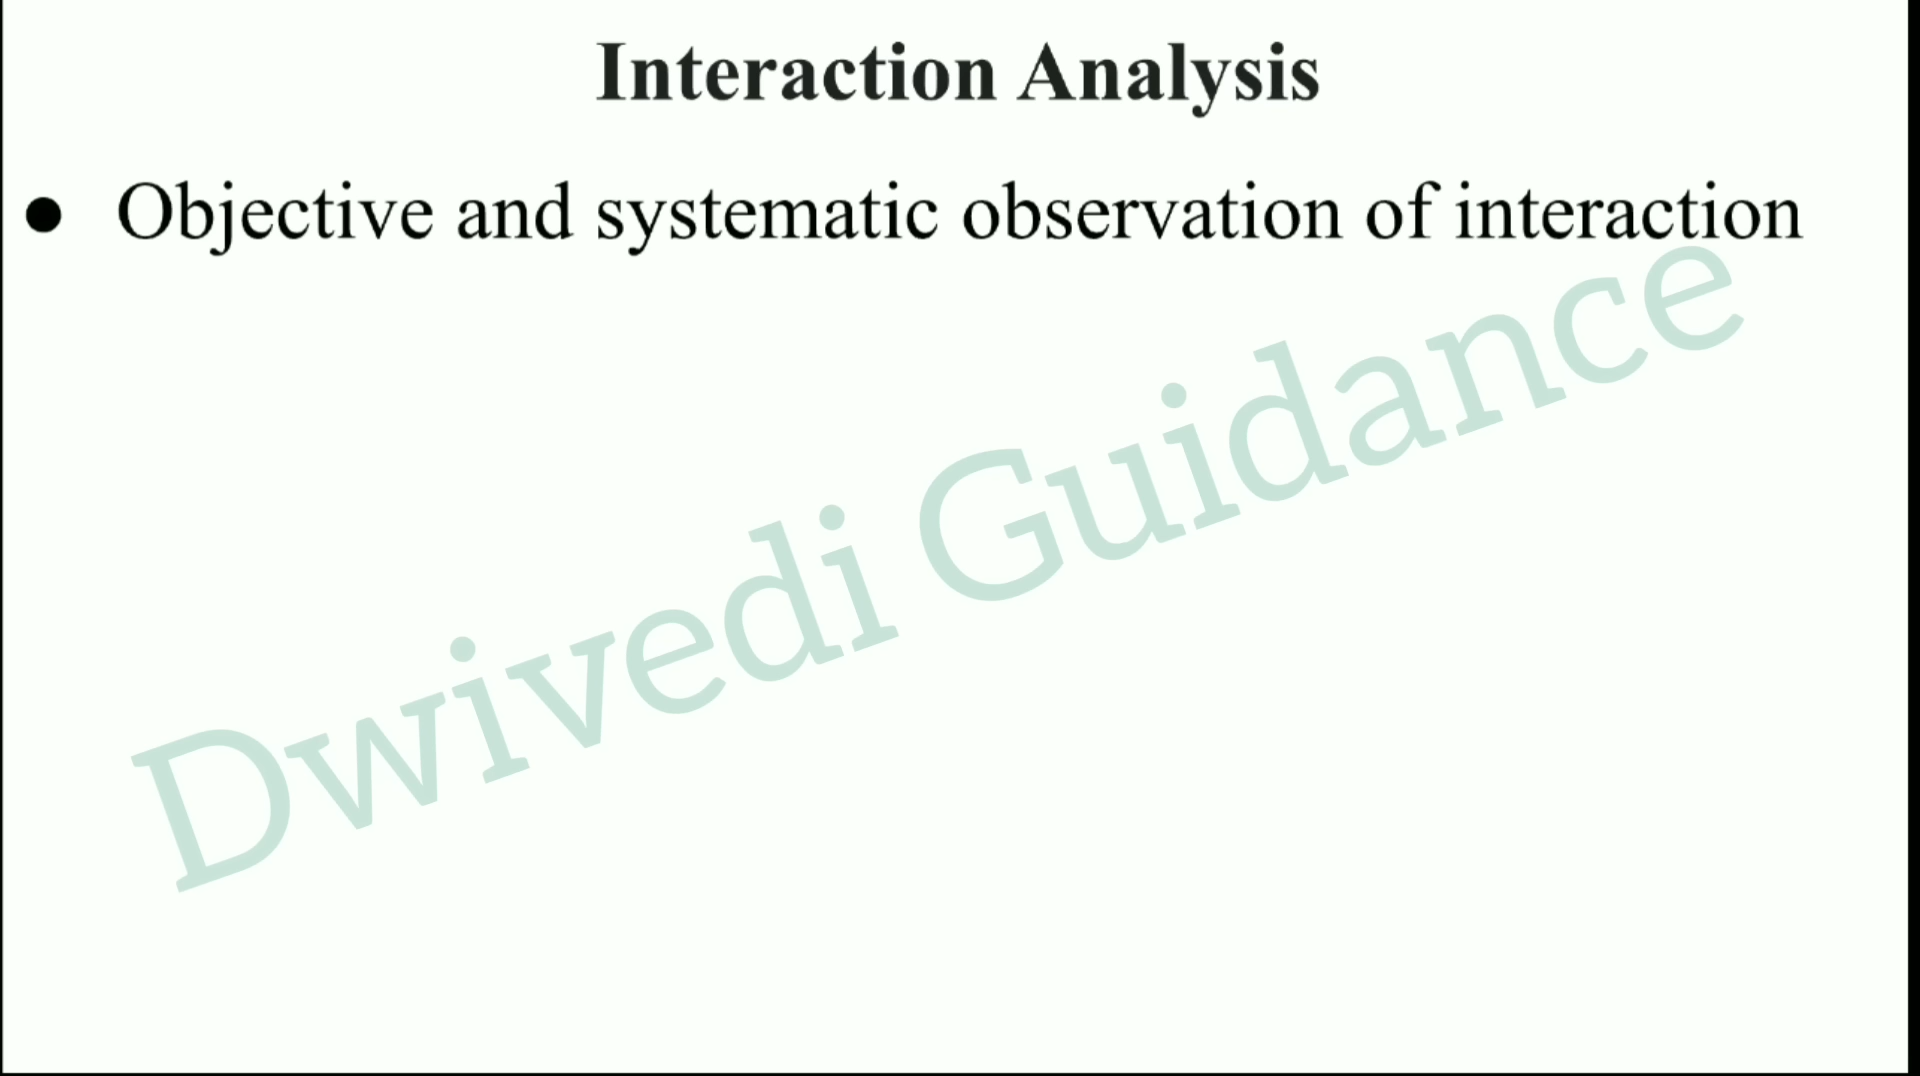 Interaction Analysis
● Objective and systematic observation of interaction
Dwivedi Guidance